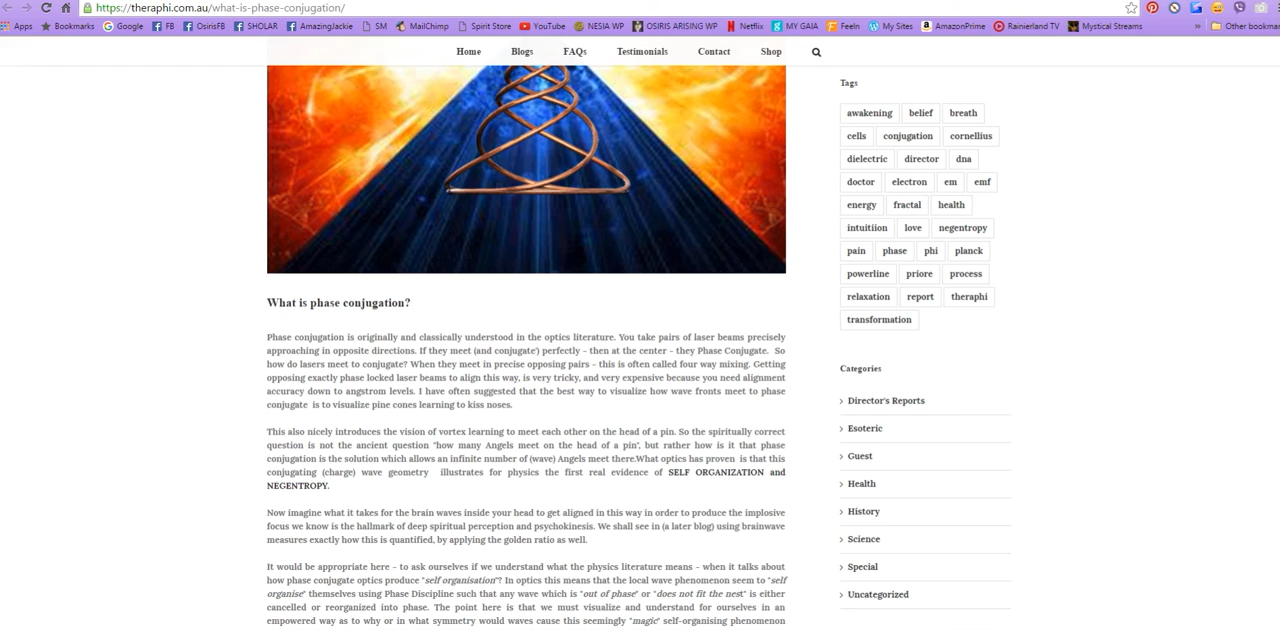 https://theraphi.com.au/what-is-phase-conjugation/
Apps Bookmarks Google FB OsirisFB SHOLAR AmazingJackie SM MailChimp Spirit Store YouTube NESIA WP OSIRIS ARISING WP Netflix MY GAIA FeeIn My Sites AmazonPrime Rainierland TV Mystical Streams » Other bookmar
Home Blogs FAQs Testimonials Contact Shop
What is phase conjugation?
Phase conjugation is originally and classically understood in the optics literature. You take pairs of laser beams precisely
approaching in opposite directions. If they meet (and conjugate') perfectly - then at the center - they Phase Conjugate. So
how do lasers meet to conjugate? When they meet in precise opposing pairs - this is often called four way mixing. Getting
opposing exactly phase locked laser beams to align this way, is very tricky, and very expensive because you need alignment
accuracy down to angstrom levels. I have often suggested that the best way to visualize how wave fronts meet to phase
conjugate is to visualize pine cones learning to kiss noses.
This also nicely introduces the vision of vortex learning to meet each other on the head of a pin. So the spiritually correct
question is not the ancient question "how many Angels meet on the head of a pin", but rather how is it that phase
conjugation is the solution which allows an infinite number of (wave) Angels meet there.What optics has proven is that this
conjugating (charge) wave geometry illustrates for physics the first real evidence of SELF ORGANIZATION and
NEGENTROPY.
Now imagine what it takes for the brain waves inside your head to get aligned in this way in order to produce the implosive
focus we know is the hallmark of deep spiritual perception and psychokinesis. We shall see in (a later blog) using brainwave
measures exactly how this is quantified, by applying the golden ratio as well.
It would be appropriate here - to ask ourselves if we understand what the physics literature means - when it talks about
how phase conjugate optics produce "self organisation"? In optics this means that the local wave phenomenon seem to "self
organise" themselves using Phase Discipline such that any wave which is "out of phase" or "does not fit the nest" is either
cancelled or reorganized into phase. The point here is that we must visualize and understand for ourselves in an
empowered way as to why or in what symmetry would waves cause this seemingly "magic" self-organising phenomenon
Tags
awakening belief breath
cells conjugation cornellius
dielectric director dna
doctor electron em emf
energy fractal health
intuitiion love negentropy
pain phase phi planck
powerline priore process
relaxation report theraphi
transformation
Categories
› Director's Reports
› Esoteric
› Guest
› Health
› History
› Science
› Special
› Uncategorized